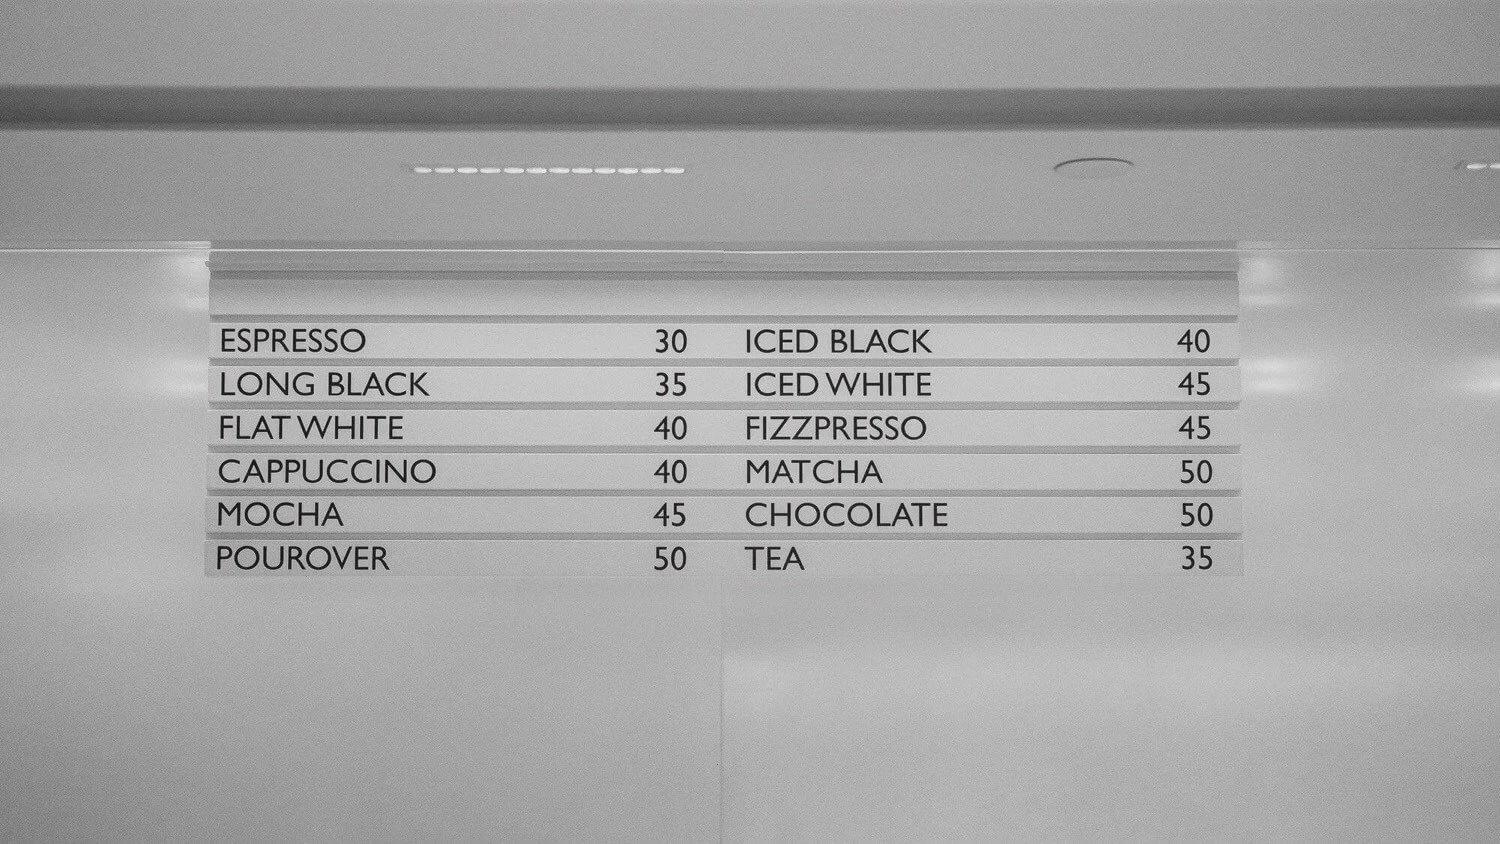 ESPRESSO 30
LONG BLACK 35
FLAT WHITE 40
CAPPUCCINO 40
MOCHA 45
POUROVER 50
ICED BLACK 40
ICED WHITE 45
FIZZPRESSO 45
MATCHA 50
CHOCOLATE 50
TEA 35